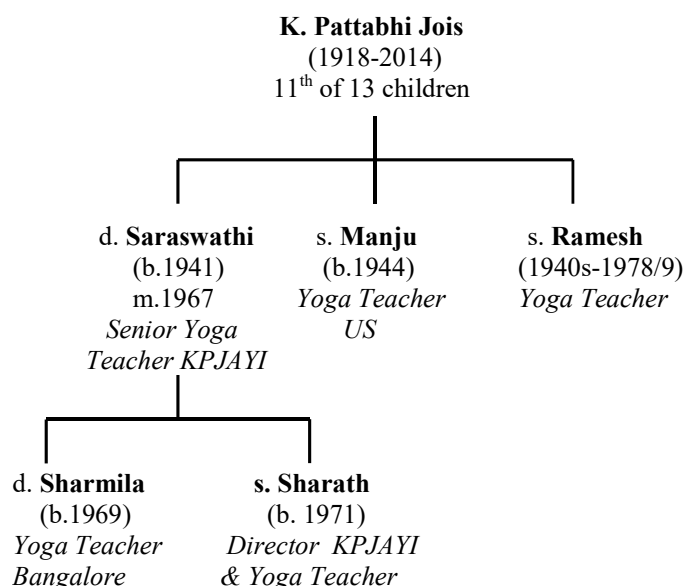 K. Pattabhi Jois
(1918-2014)
11th of 13 children
d. Saraswathi
(b.1941)
m.1967
Senior Yoga
Teacher KPJAYI
s. Manju
(b.1944)
Yoga Teacher
US
s. Ramesh
(1940s-1978/9)
Yoga Teacher
d. Sharmila
(b.1969)
Yoga Teacher
Bangalore
s. Sharath
(b. 1971)
Director KPJAYI
& Yoga Teacher